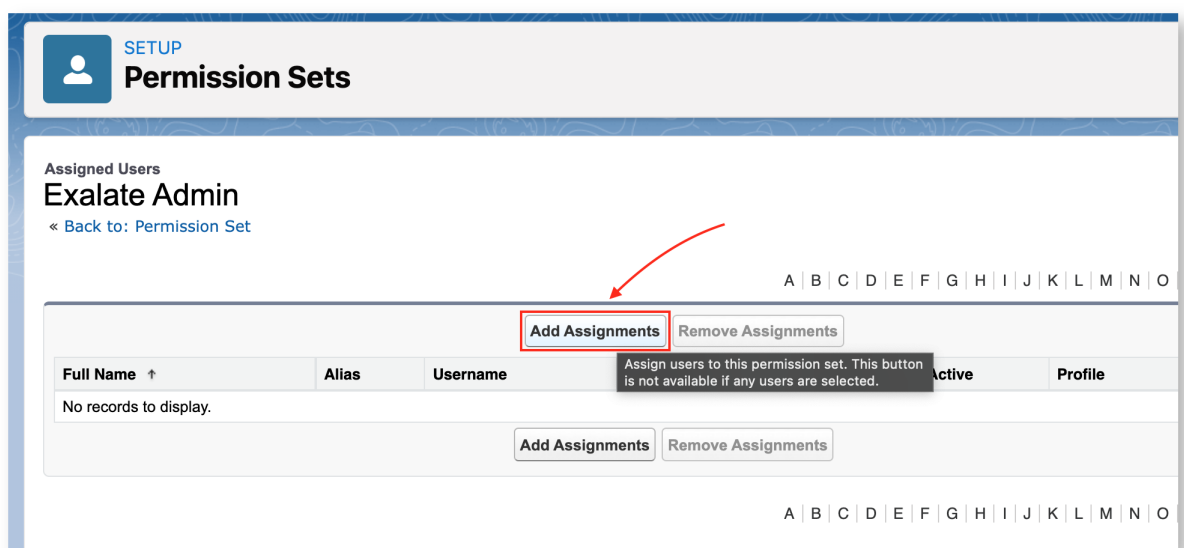 SETUP
Permission Sets
Assigned Users
Exalate Admin
« Back to: Permission Set
A | B | C | D | E | F | G | H | I | J | K | L | M | N | O
Add Assignments Remove Assignments
Assign users to this permission set. This button
is not available if any users are selected.
Full Name ↑ Alias Username Active Profile
No records to display.
Add Assignments Remove Assignments
A | B | C | D | E | F | G | H | I | J | K | L | M | N | O